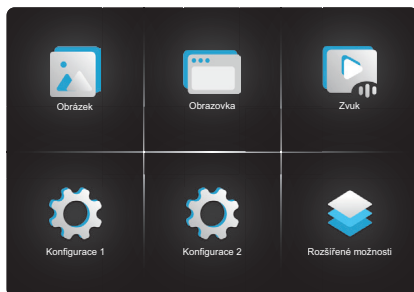 Obrázek
Obrazovka
Zvuk
Konfigurace 1
Konfigurace 2
Rozšířené možnosti